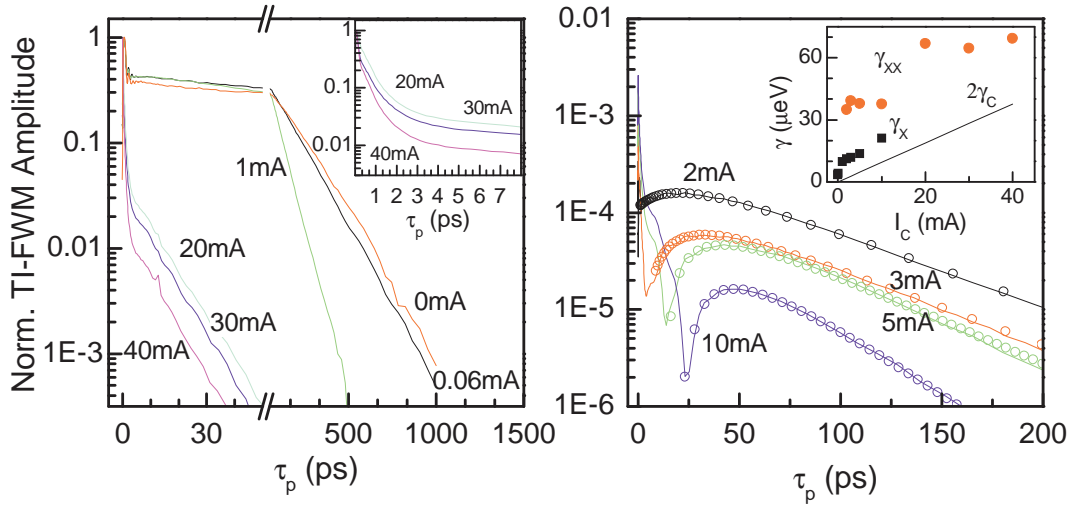 Norm. TI-FWM Amplitude
1
0.1
0.01
1E-3
0
30
500
1000
1500
τp (ps)
1mA
20mA
30mA
40mA
0mA
0.06mA
1
0.1
0.01
20mA
30mA
40mA
1 2 3 4 5 6 7
τp (ps)
0.01
1E-3
1E-4
1E-5
1E-6
0 50 100 150 200
τp (ps)
2mA
3mA
5mA
10mA
γ (μeV)
60
30
0
0 10 20 30 40
IC (mA)
γXX
2γC
γX